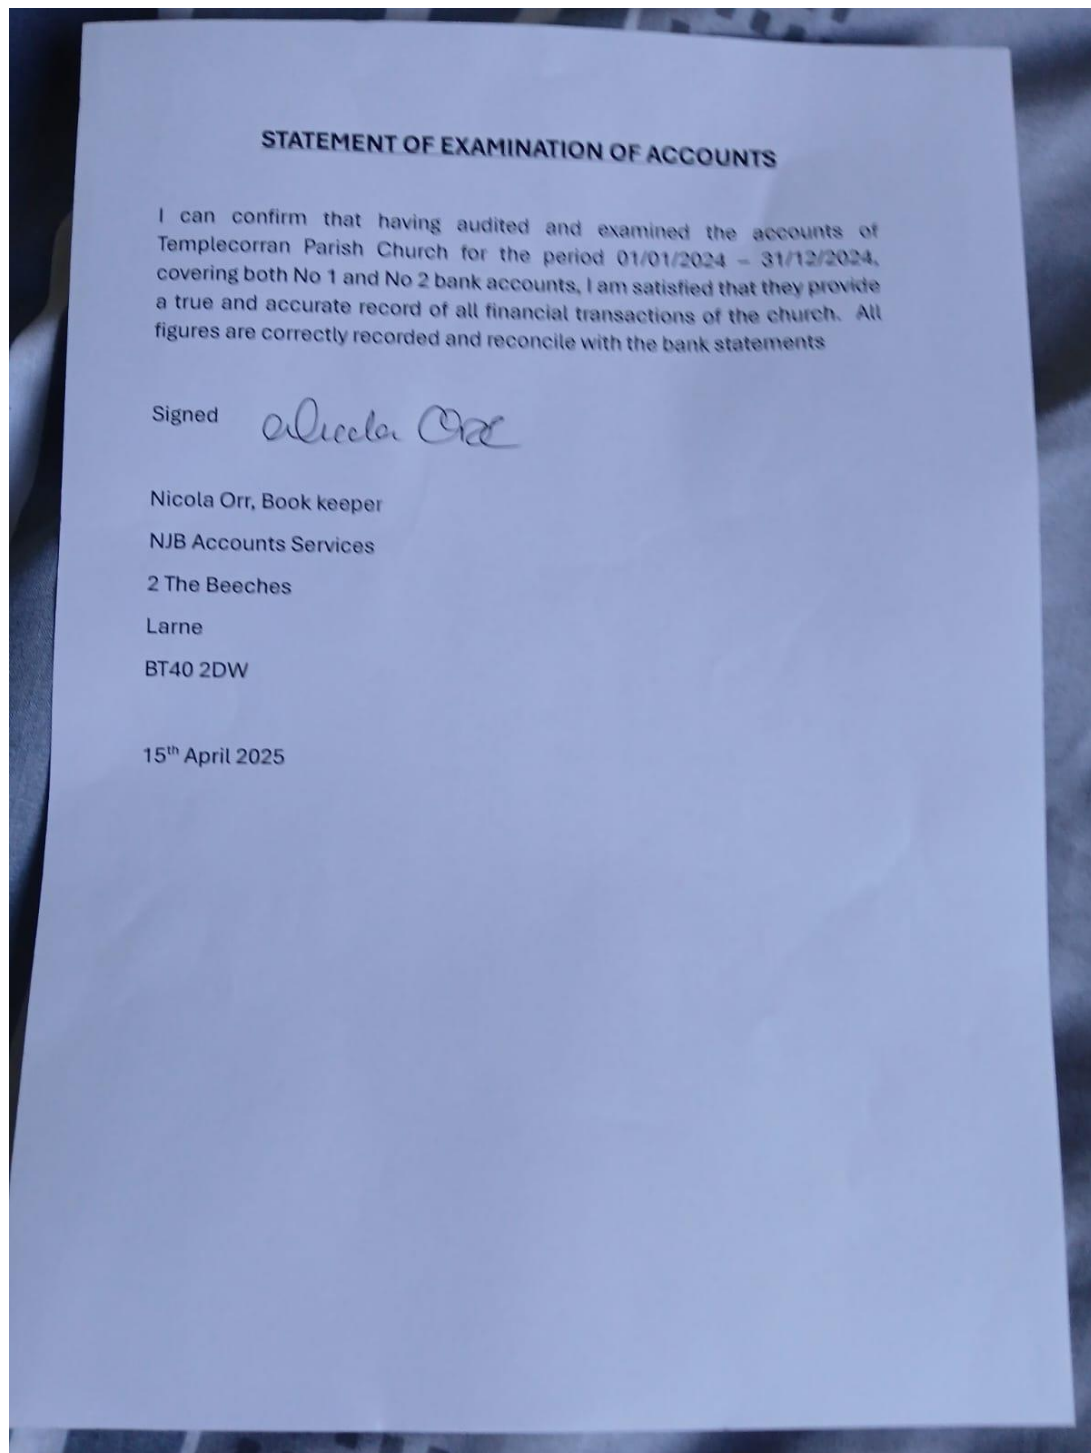 STATEMENT OF EXAMINATION OF ACCOUNTS
I can confirm that having audited and examined the accounts of
Templecorran Parish Church for the period 01/01/2024 – 31/12/2024,
covering both No 1 and No 2 bank accounts, I am satisfied that they provide
a true and accurate record of all financial transactions of the church. All
figures are correctly recorded and reconcile with the bank statements
Signed Nicola Orr
Nicola Orr, Book keeper
NJB Accounts Services
2 The Beeches
Larne
BT40 2DW
15th April 2025